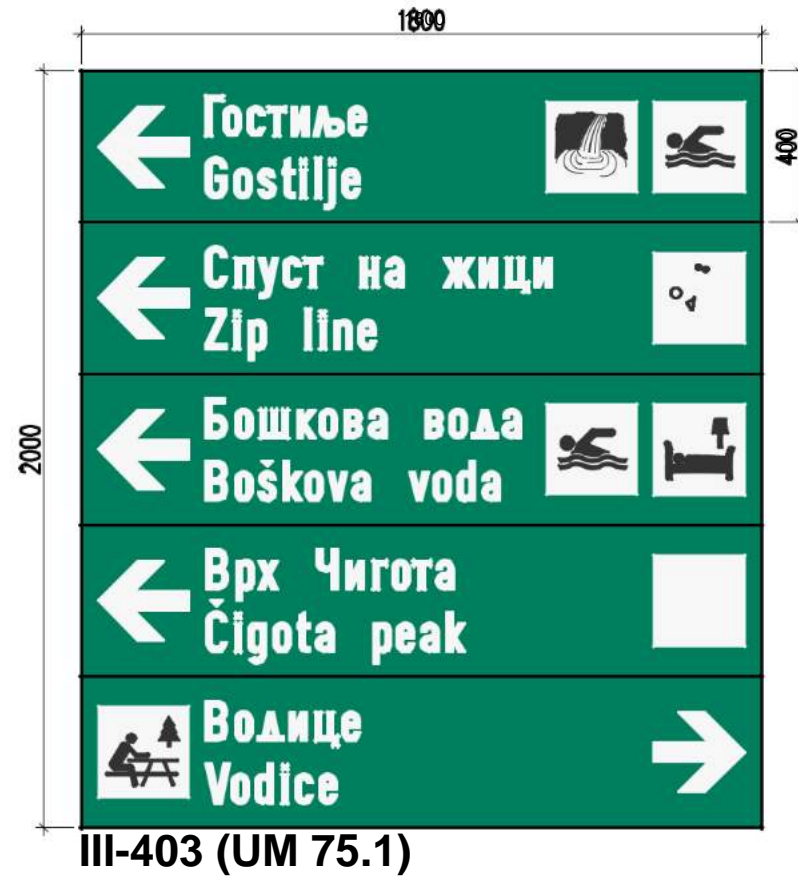 Гостиље
Gostilje
400
Спуст на жици
Zip line
2000
Бошкова вода
Boškova voda
Врх Чигота
Čigota peak
Водице
Vodice
III-403 (UM 75.1)